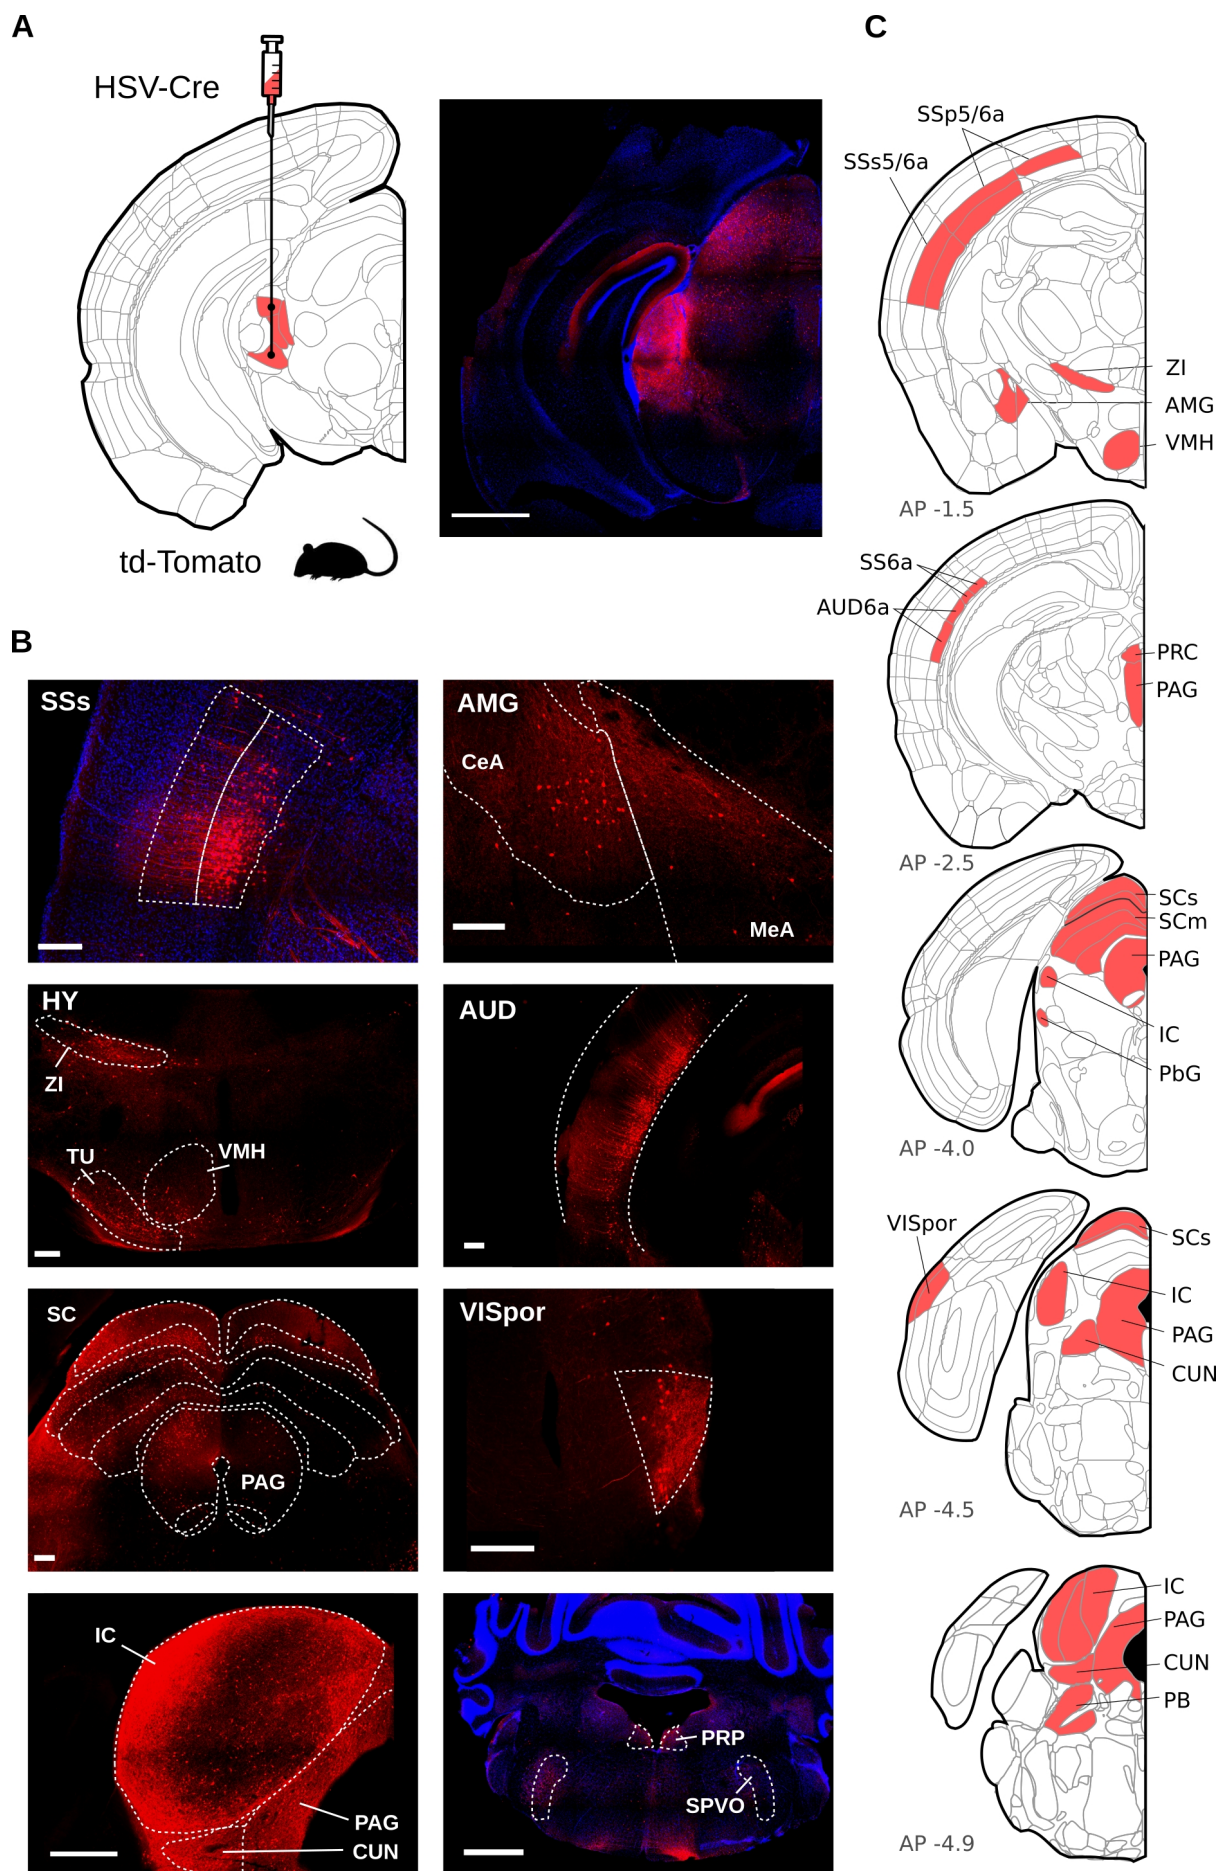 A
HSV-Cre
td-Tomato
B
SSs
AMG
CeA
MeA
HY
ZI
TU
VMH
AUD
SC
PAG
VISpor
IC
PAG
CUN
PRP
SPVO
C
SSp5/6a
SSs5/6a
ZI
AMG
VMH
AP -1.5
SS6a
AUD6a
PRC
PAG
AP -2.5
SCs
SCm
PAG
IC
PbG
AP -4.0
VISpor
SCs
IC
PAG
CUN
AP -4.5
IC
PAG
CUN
PB
AP -4.9